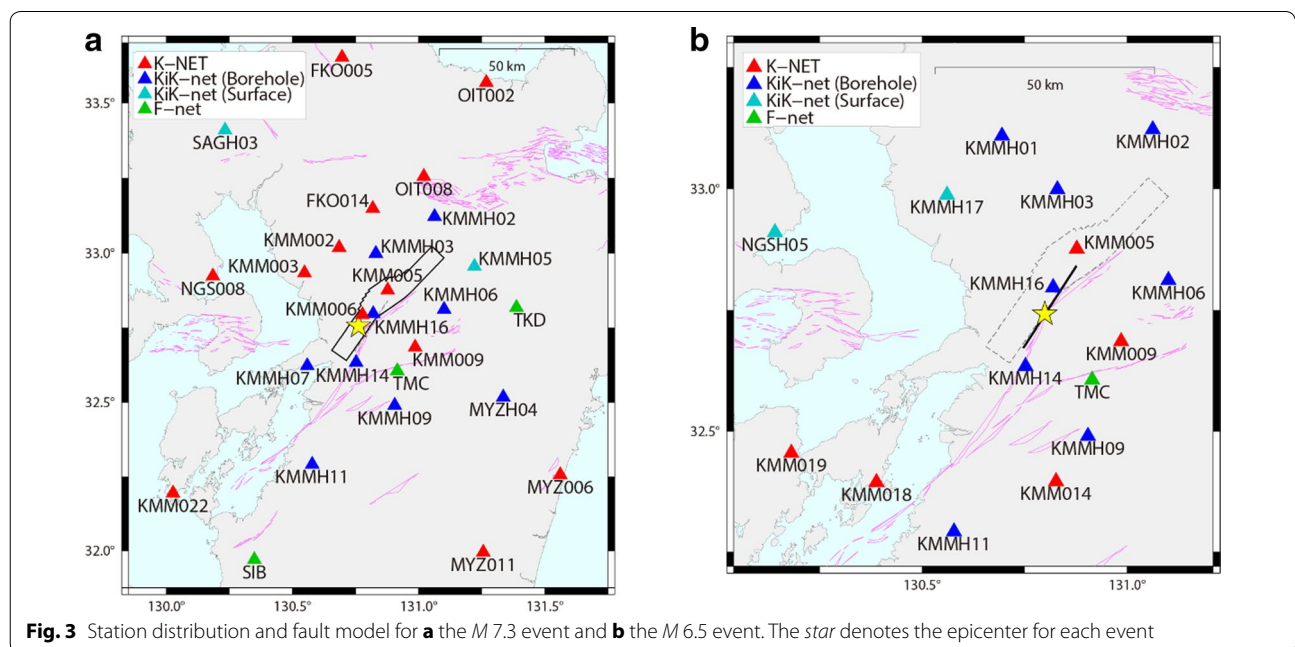 a
K−NET
KiK−net (Borehole)
KiK−net (Surface)
F−net
50 km
FKO005
OIT002
SAGH03
OIT008
FKO014
KMMH02
KMM002
KMMH03
KMM003
KMM005
KMMH05
NGS008
KMMH06
KMM006
TKD
KMMH16
KMM009
KMMH07
KMMH14
TMC
KMMH09
MYZH04
KMMH11
MYZ006
KMM022
MYZ011
SIB
33.5°
33.0°
32.5°
32.0°
130.0°
130.5°
131.0°
131.5°
b
K−NET
KiK−net (Borehole)
KiK−net (Surface)
F−net
50 km
KMMH01
KMMH02
KMMH03
KMMH17
NGSH05
KMM005
KMMH16
KMMH06
KMM009
KMMH14
TMC
KMMH09
KMM019
KMM018
KMM014
KMMH11
33.0°
32.5°
130.5°
131.0°
Fig. 3 Station distribution and fault model for a the M 7.3 event and b the M 6.5 event. The star denotes the epicenter for each event